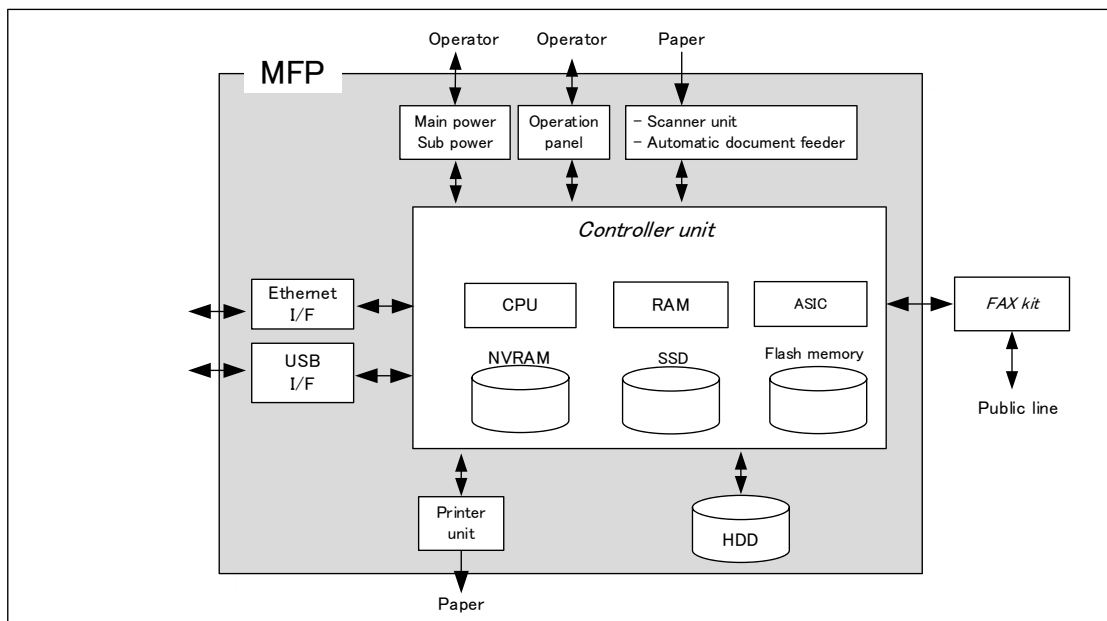 Operator
Operator
Paper
MFP
Main power
Sub power
Operation
panel
- Scanner unit
- Automatic document feeder
Controller unit
Ethernet
I/F
CPU
RAM
ASIC
FAX kit
USB
I/F
NVRAM
SSD
Flash memory
Public line
Printer
unit
HDD
Paper